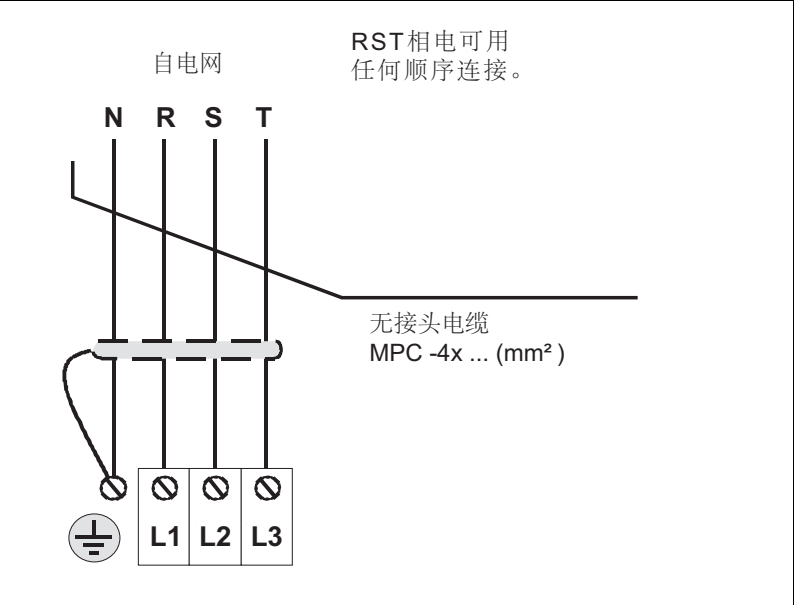 自电网
RST相电可用
任何顺序连接。
N R S T
无接头电缆
MPC -4x ... (mm² )
L1 L2 L3